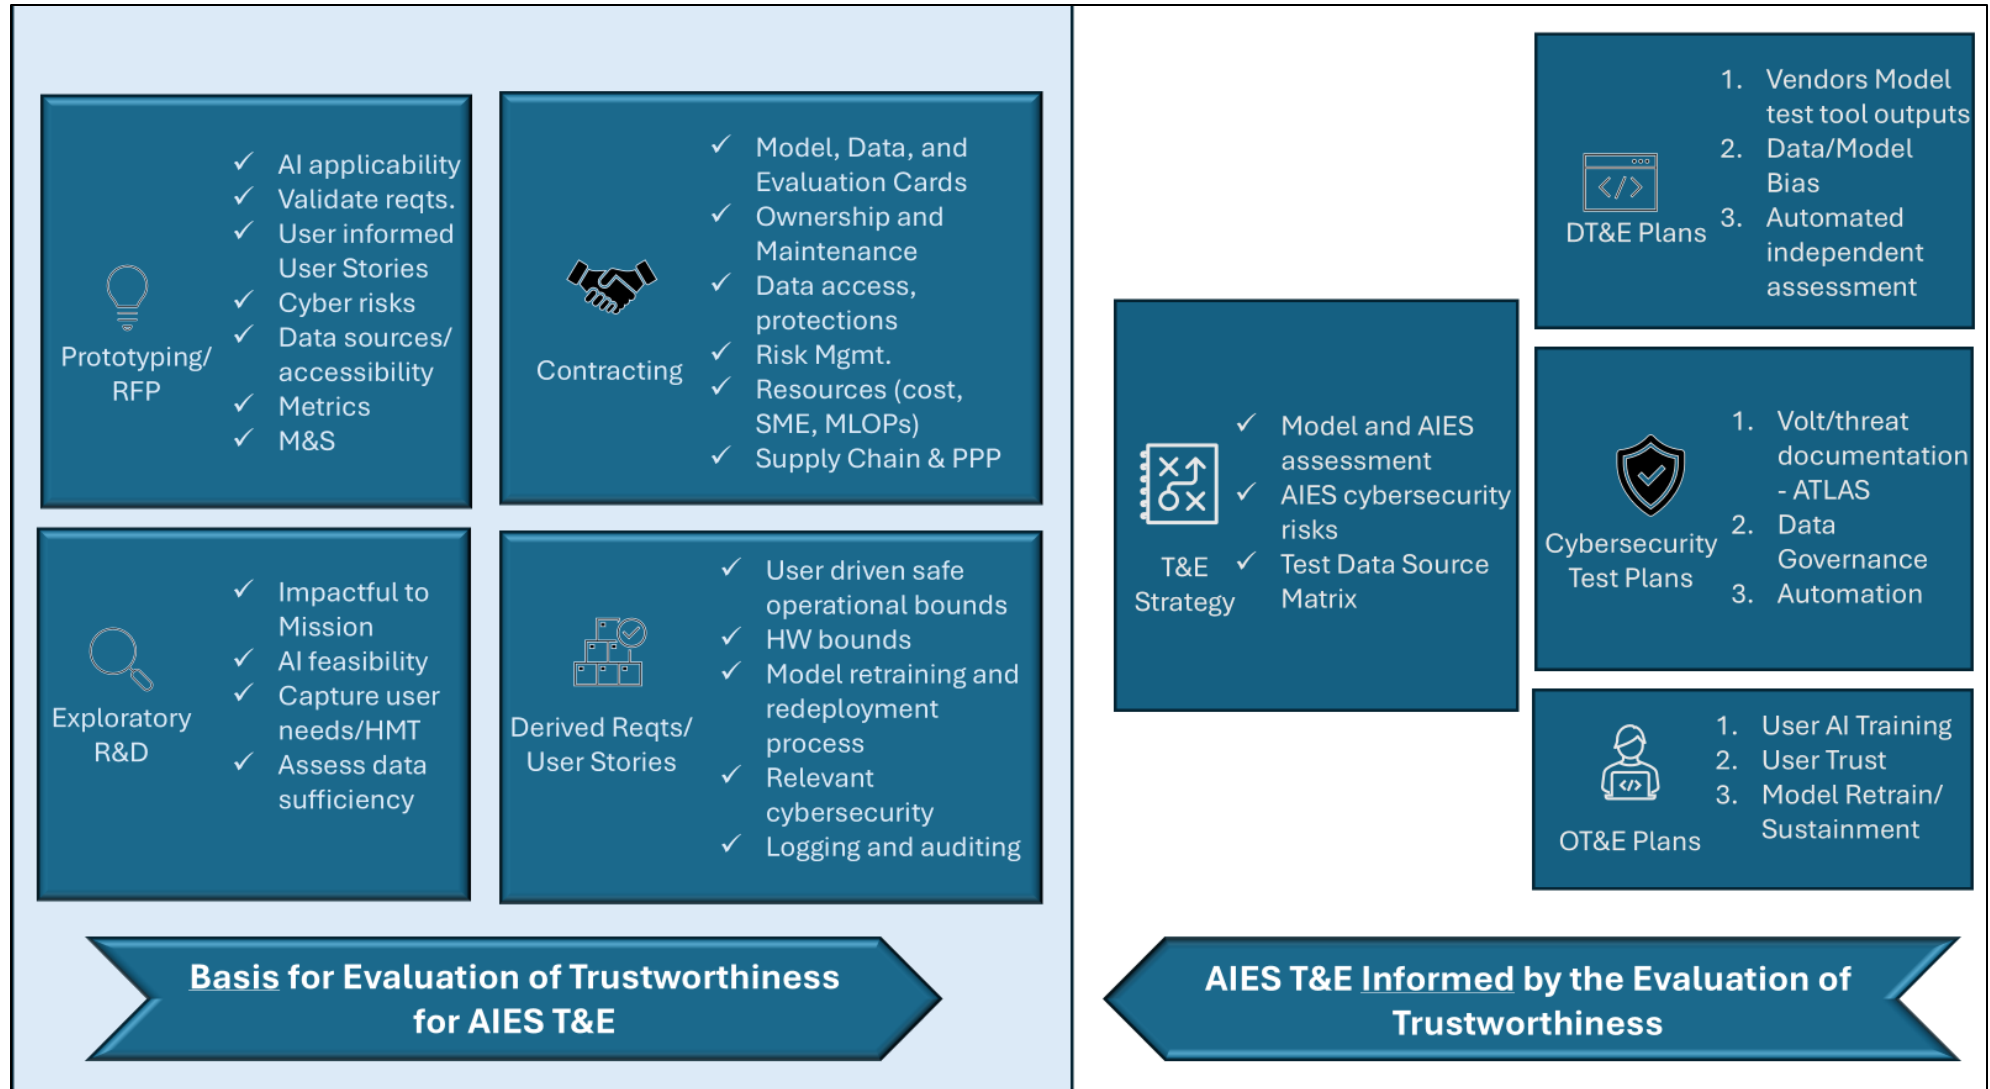 Prototyping/
RFP
✓ AI applicability
✓ Validate reqts.
✓ User informed
User Stories
✓ Cyber risks
✓ Data sources/
accessibility
✓ Metrics
✓ M&S
Contracting
✓ Model, Data, and
Evaluation Cards
✓ Ownership and
Maintenance
✓ Data access,
protections
✓ Risk Mgmt.
✓ Resources (cost,
SME, MLOPs)
✓ Supply Chain & PPP
Exploratory
R&D
✓ Impactful to
Mission
✓ AI feasibility
✓ Capture user
needs/HMT
✓ Assess data
sufficiency
Derived Reqts/
User Stories
✓ User driven safe
operational bounds
✓ HW bounds
✓ Model retraining and
redeployment
process
✓ Relevant
cybersecurity
✓ Logging and auditing
Basis for Evaluation of Trustworthiness
for AIES T&E
T&E
Strategy
✓ Model and AIES
assessment
✓ AIES cybersecurity
risks
✓ Test Data Source
Matrix
DT&E Plans
1. Vendors Model
test tool outputs
2. Data/Model
Bias
3. Automated
independent
assessment
Cybersecurity
Test Plans
1. Volt/threat
documentation
- ATLAS
2. Data
Governance
3. Automation
OT&E Plans
1. User AI Training
2. User Trust
3. Model Retrain/
Sustainment
AIES T&E Informed by the Evaluation of
Trustworthiness